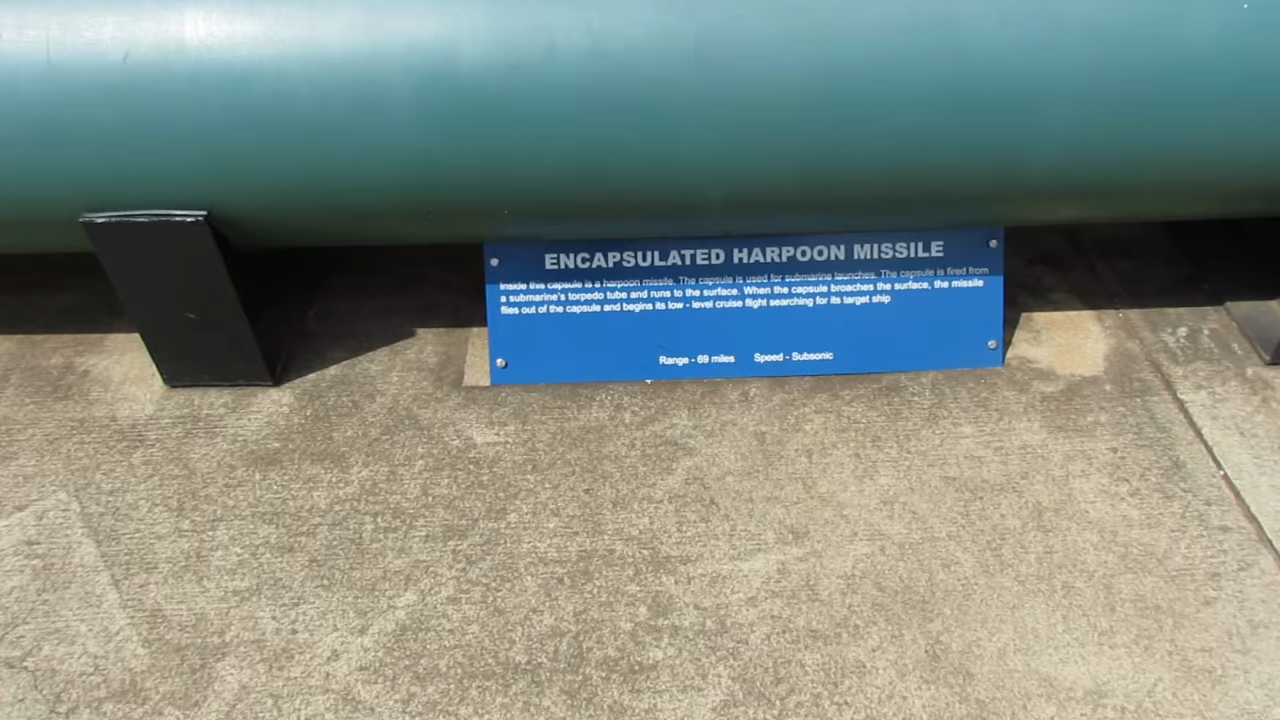 ENCAPSULATED HARPOON MISSILE
Inside this capsule is a harpoon missile. The capsule is used for submarine launches. The capsule is fired from
a submarine's torpedo tube and runs to the surface. When the capsule broaches the surface, the missile
flies out of the capsule and begins its low - level cruise flight searching for its target ship
Range - 69 miles Speed - Subsonic